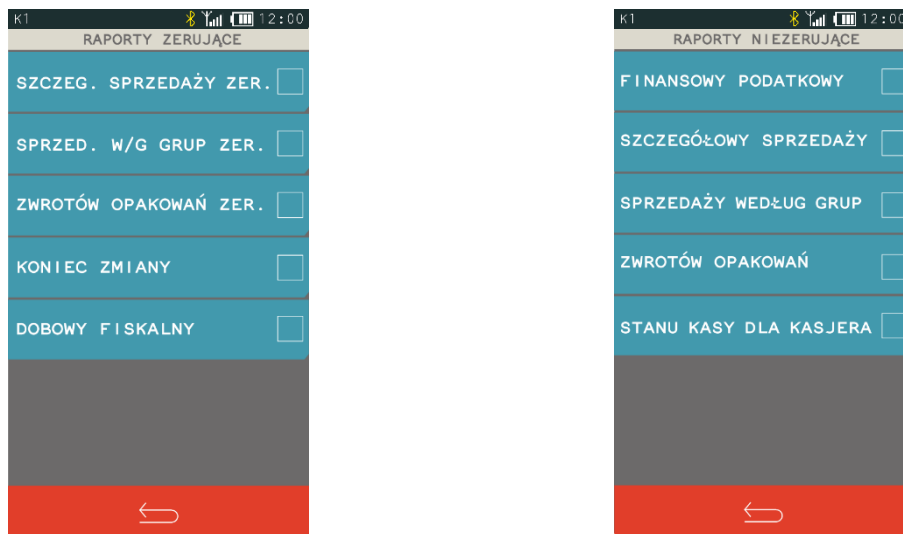 K1 12:00
RAPORTY ZERUJĄCE
SZCZEG. SPRZEDAŻY ZER.
SPRZED. W/G GRUP ZER.
ZWROTÓW OPAKOWAŃ ZER.
KONIEC ZMIANY
DOBOWY FISKALNY
K1 12:00
RAPORTY NIEZERUJĄCE
FINANSOWY PODATKOWY
SZCZEGÓŁOWY SPRZEDAŻY
SPRZEDAŻY WEDŁUG GRUP
ZWROTÓW OPAKOWAŃ
STANU KASY DLA KASJERA